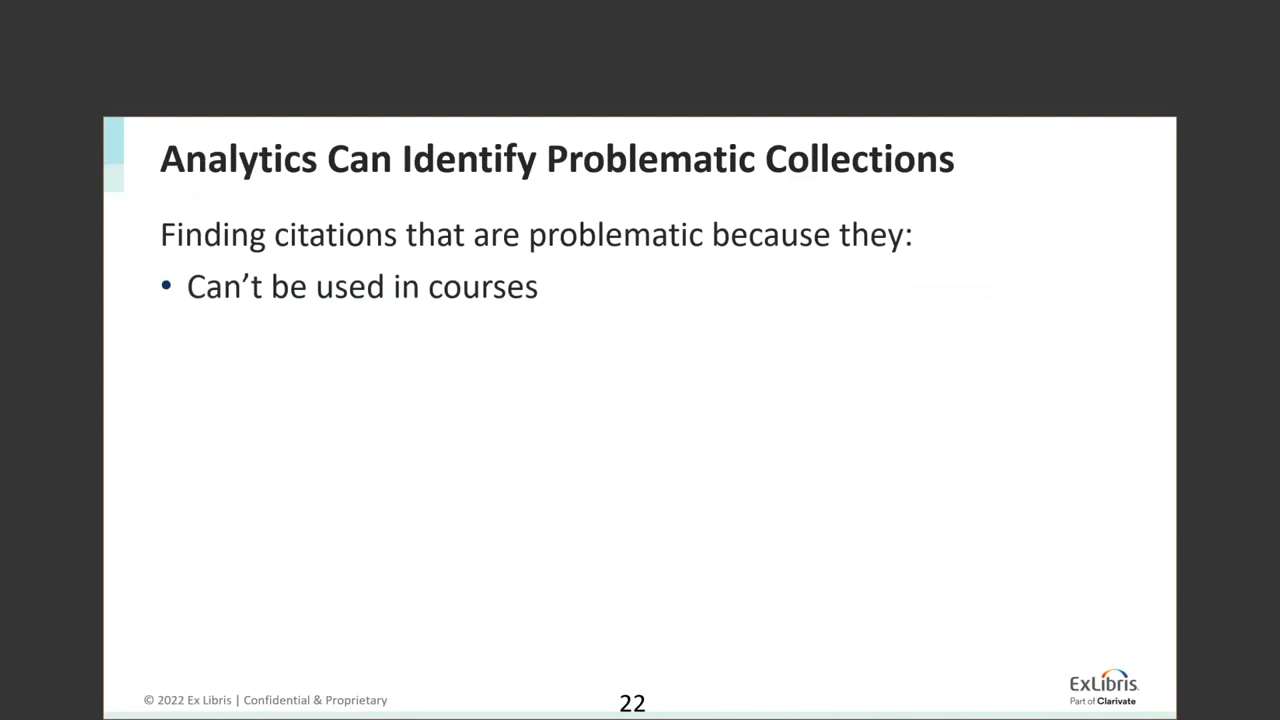 Analytics Can Identify Problematic Collections
Finding citations that are problematic because they:
• Can’t be used in courses
© 2022 Ex Libris | Confidential & Proprietary
22
ExLibris
Part of Clarivate